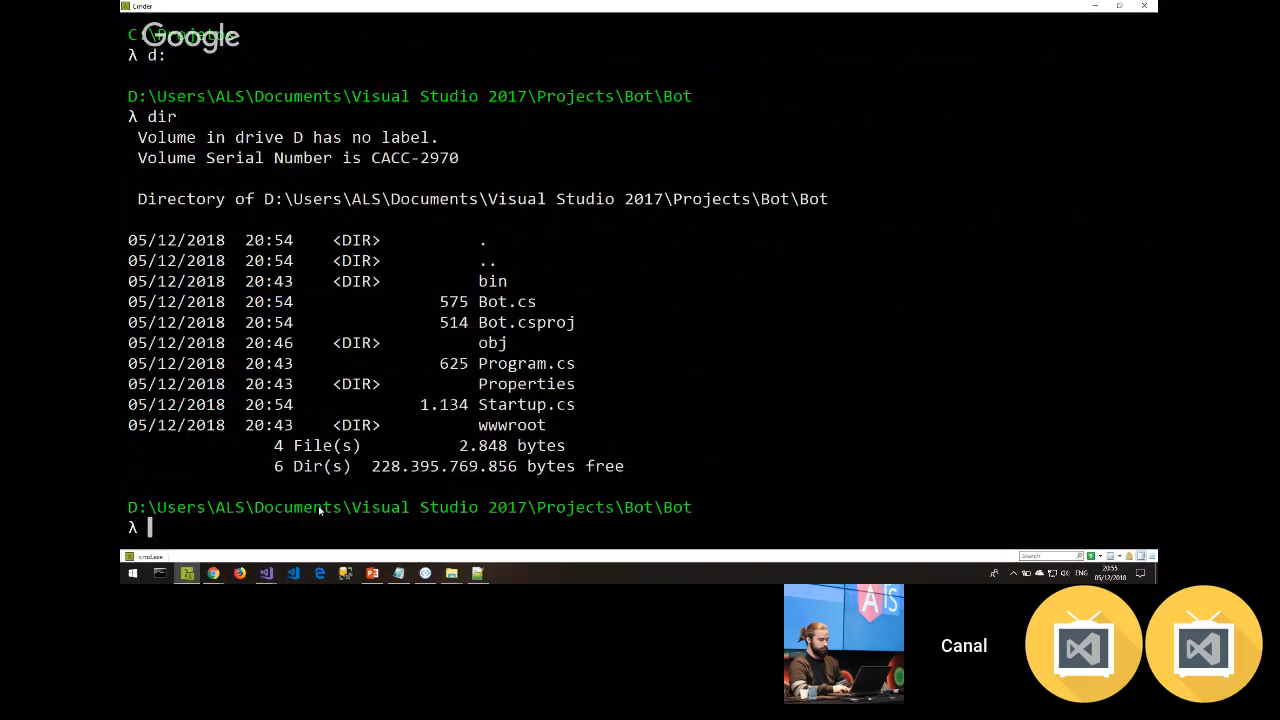 Cmder
C:\Projetos
Google
λ d:
D:\Users\ALS\Documents\Visual Studio 2017\Projects\Bot\Bot
λ dir
Volume in drive D has no label.
Volume Serial Number is CACC-2970
Directory of D:\Users\ALS\Documents\Visual Studio 2017\Projects\Bot\Bot
05/12/2018 20:54 <DIR> .
05/12/2018 20:54 <DIR> ..
05/12/2018 20:43 <DIR> bin
05/12/2018 20:54 575 Bot.cs
05/12/2018 20:54 514 Bot.csproj
05/12/2018 20:46 <DIR> obj
05/12/2018 20:43 625 Program.cs
05/12/2018 20:43 <DIR> Properties
05/12/2018 20:54 1.134 Startup.cs
05/12/2018 20:43 <DIR> wwwroot
4 File(s) 2.848 bytes
6 Dir(s) 228.395.769.856 bytes free
D:\Users\ALS\Documents\Visual Studio 2017\Projects\Bot\Bot
λ
cmd.exe
Search
ENG
20:55
05/12/2018
Canal